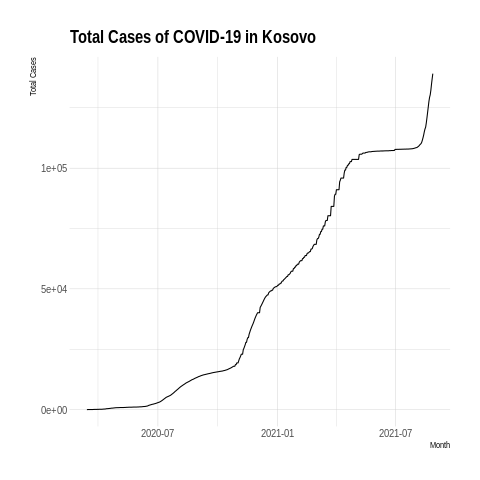 Total Cases of COVID-19 in Kosovo
Total Cases
1e+05
5e+04
0e+00
2020-07 2021-01 2021-07
Month